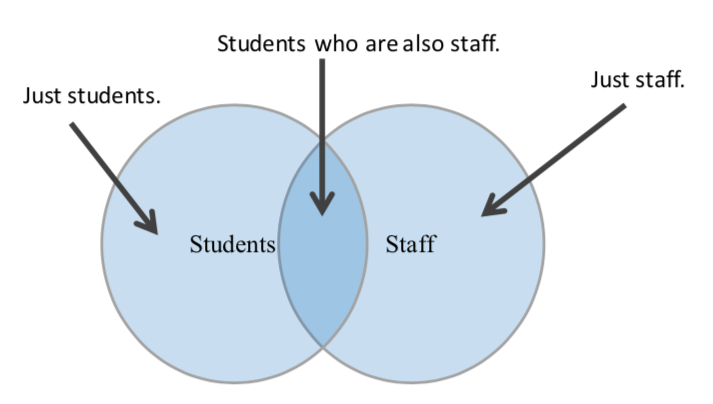 Students who are also staff.
Just staff.
Just students.
Students
Staff